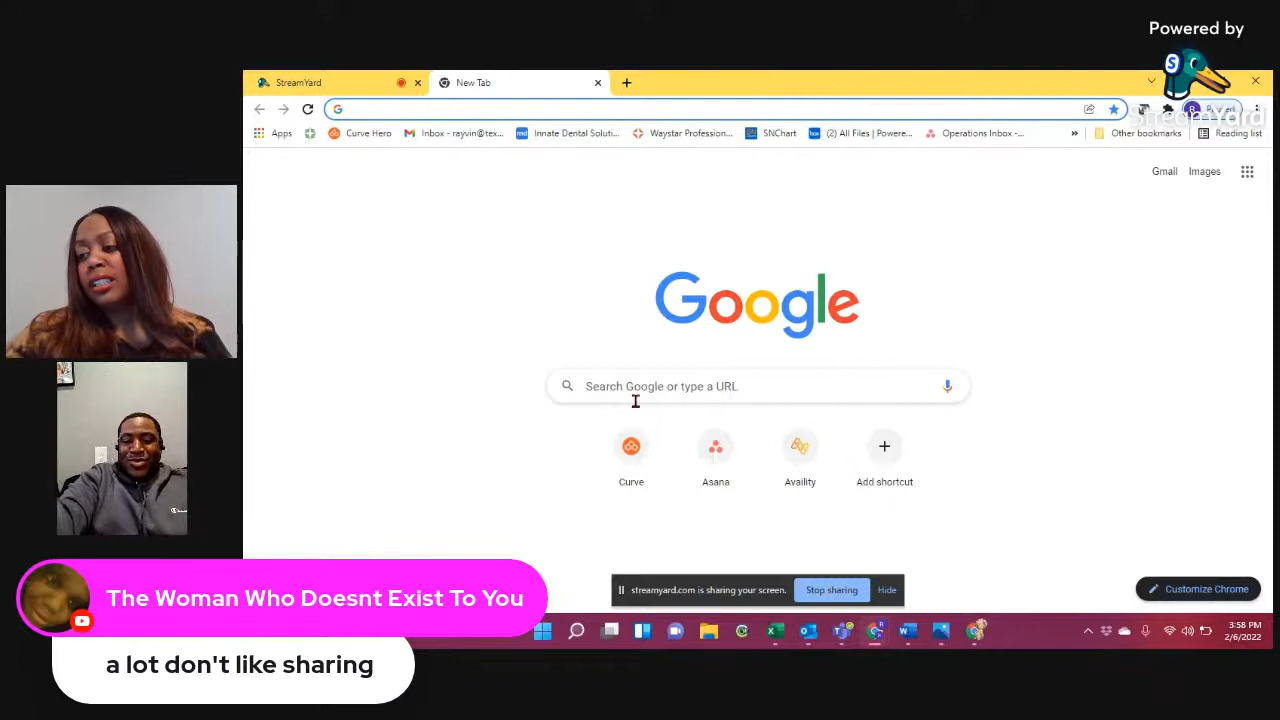 Powered by
StreamYard
StreamYard
New Tab
Apps
Curve Hero
Inbox - rayvin@tex...
Innate Dental Soluti...
Waystar Profession...
SNChart
(2) All Files | Powere...
Operations Inbox -...
»
Other bookmarks
Reading list
Gmail
Images
Google
Search Google or type a URL
Curve
Asana
Availity
Add shortcut
streamyard.com is sharing your screen.
Stop sharing
Hide
Customize Chrome
The Woman Who Doesnt Exist To You
a lot don't like sharing
3:58 PM
2/6/2022